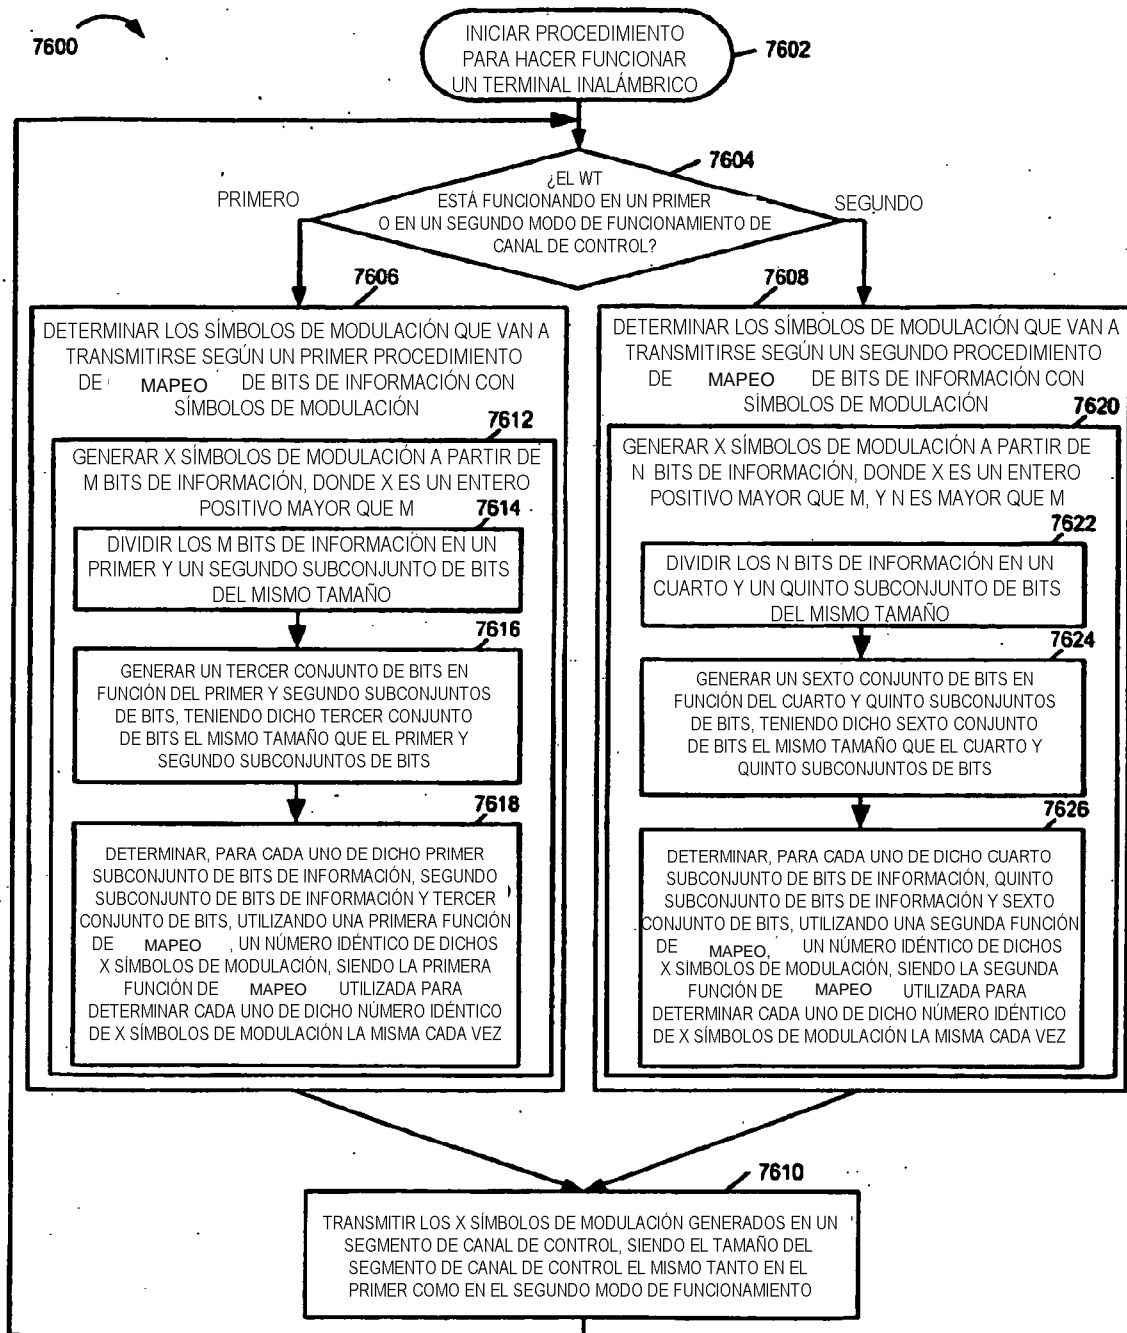 7600
INICIAR PROCEDIMIENTO
PARA HACER FUNCIONAR
UN TERMINAL INALÁMBRICO
7602
7604
¿EL WT
ESTÁ FUNCIONANDO EN UN PRIMER
O EN UN SEGUNDO MODO DE FUNCIONAMIENTO DE
CANAL DE CONTROL?
PRIMERO
SEGUNDO
7606
DETERMINAR LOS SÍMBOLOS DE MODULACIÓN QUE VAN A
TRANSMITIRSE SEGÚN UN PRIMER PROCEDIMIENTO
DE MAPEO DE BITS DE INFORMACIÓN CON
SÍMBOLOS DE MODULACIÓN
7612
GENERAR X SÍMBOLOS DE MODULACIÓN A PARTIR DE
M BITS DE INFORMACIÓN, DONDE X ES UN ENTERO
POSITIVO MAYOR QUE M
7614
DIVIDIR LOS M BITS DE INFORMACIÓN EN UN
PRIMER Y UN SEGUNDO SUBCONJUNTO DE BITS
DEL MISMO TAMAÑO
7616
GENERAR UN TERCER CONJUNTO DE BITS EN
FUNCIÓN DEL PRIMER Y SEGUNDO SUBCONJUNTOS
DE BITS, TENIENDO DICHO TERCER CONJUNTO
DE BITS EL MISMO TAMAÑO QUE EL PRIMER Y
SEGUNDO SUBCONJUNTOS DE BITS
7618
DETERMINAR, PARA CADA UNO DE DICHO PRIMER
SUBCONJUNTO DE BITS DE INFORMACIÓN, SEGUNDO
SUBCONJUNTO DE BITS DE INFORMACIÓN Y TERCER
CONJUNTO DE BITS, UTILIZANDO UNA PRIMERA FUNCIÓN
DE MAPEO , UN NÚMERO IDÉNTICO DE DICHOS
X SÍMBOLOS DE MODULACIÓN, SIENDO LA PRIMERA
FUNCIÓN DE MAPEO UTILIZADA PARA
DETERMINAR CADA UNO DE DICHO NÚMERO IDÉNTICO
DE X SÍMBOLOS DE MODULACIÓN LA MISMA CADA VEZ
7608
DETERMINAR LOS SÍMBOLOS DE MODULACIÓN QUE VAN A
TRANSMITIRSE SEGÚN UN SEGUNDO PROCEDIMIENTO
DE MAPEO DE BITS DE INFORMACIÓN CON
SÍMBOLOS DE MODULACIÓN
7620
GENERAR X SÍMBOLOS DE MODULACIÓN A PARTIR DE
N BITS DE INFORMACIÓN, DONDE X ES UN ENTERO
POSITIVO MAYOR QUE M, Y N ES MAYOR QUE M
7622
DIVIDIR LOS N BITS DE INFORMACIÓN EN UN
CUARTO Y UN QUINTO SUBCONJUNTO DE BITS
DEL MISMO TAMAÑO
7624
GENERAR UN SEXTO CONJUNTO DE BITS EN
FUNCIÓN DEL CUARTO Y QUINTO SUBCONJUNTOS
DE BITS, TENIENDO DICHO SEXTO CONJUNTO
DE BITS EL MISMO TAMAÑO QUE EL CUARTO Y
QUINTO SUBCONJUNTOS DE BITS
7626
DETERMINAR, PARA CADA UNO DE DICHO CUARTO
SUBCONJUNTO DE BITS DE INFORMACIÓN, QUINTO
SUBCONJUNTO DE BITS DE INFORMACIÓN Y SEXTO
CONJUNTO DE BITS, UTILIZANDO UNA SEGUNDA FUNCIÓN
DE MAPEO, UN NÚMERO IDÉNTICO DE DICHOS
X SÍMBOLOS DE MODULACIÓN, SIENDO LA SEGUNDA
FUNCIÓN DE MAPEO UTILIZADA PARA
DETERMINAR CADA UNO DE DICHO NÚMERO IDÉNTICO
DE X SÍMBOLOS DE MODULACIÓN LA MISMA CADA VEZ
7610
TRANSMITIR LOS X SÍMBOLOS DE MODULACIÓN GENERADOS EN UN
SEGMENTO DE CANAL DE CONTROL, SIENDO EL TAMAÑO DEL
SEGMENTO DE CANAL DE CONTROL EL MISMO TANTO EN EL
PRIMER COMO EN EL SEGUNDO MODO DE FUNCIONAMIENTO